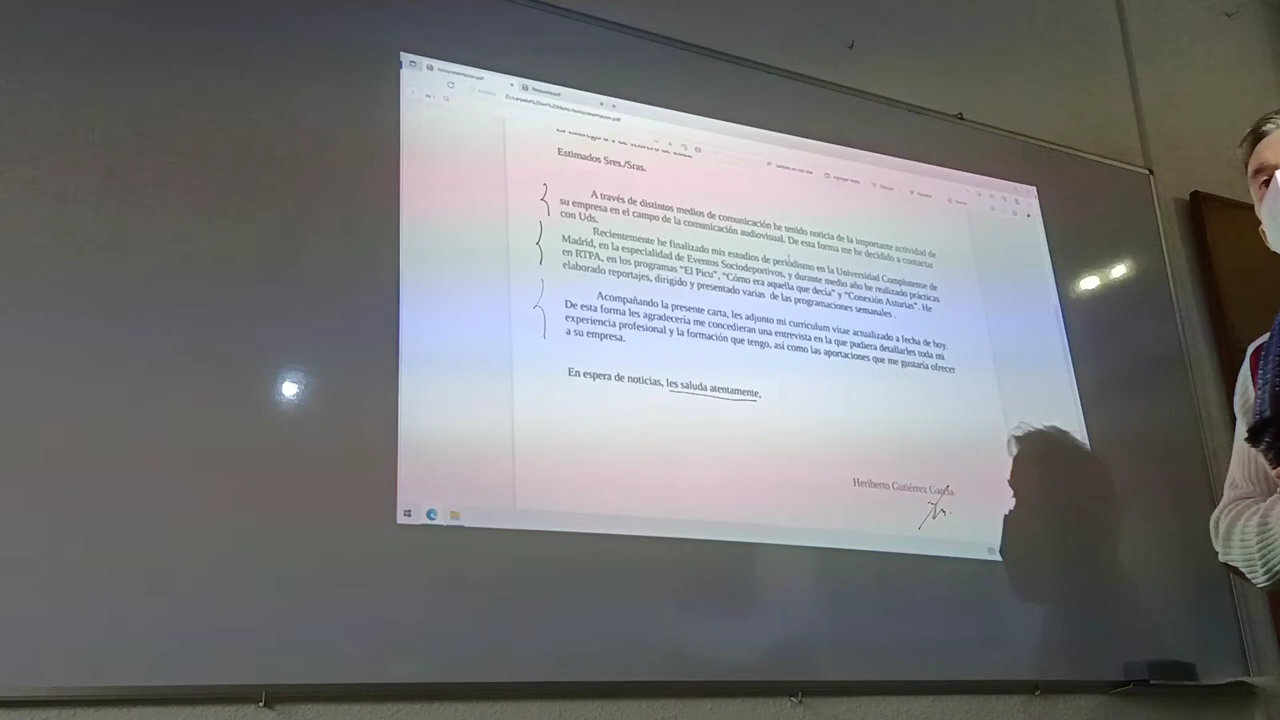 Autopresentacion.pdf
Estimados Sres./Sras.
A través de distintos medios de comunicación he tenido noticia de la importante actividad de
su empresa en el campo de la comunicación audiovisual. De esta forma me he decidido a contactar
con Uds.
Recientemente he finalizado mis estudios de periodismo en la Universidad Complutense de
Madrid, en la especialidad de Eventos Sociodeportivos, y durante medio año he realizado prácticas
en RTPA, en los programas "El Picu", "Cómo era aquella que decía" y "Conexión Asturias". He
elaborado reportajes, dirigido y presentado varias de las programaciones semanales .
Acompañando la presente carta, les adjunto mi curriculum vitae actualizado a fecha de hoy.
De esta forma les agradecería me concedieran una entrevista en la que pudiera detallarles toda mi
experiencia profesional y la formación que tengo, así como las aportaciones que me gustaría ofrecer
a su empresa.
En espera de noticias, les saluda atentamente,
Heriberto Gutiérrez García.